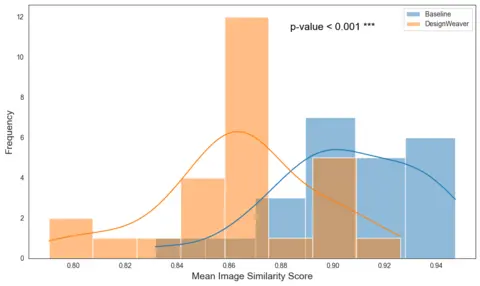 p-value < 0.001 ***
Baseline
DesignWeaver
Frequency
12
10
8
6
4
2
0
0.80 0.82 0.84 0.86 0.88 0.90 0.92 0.94
Mean Image Similarity Score